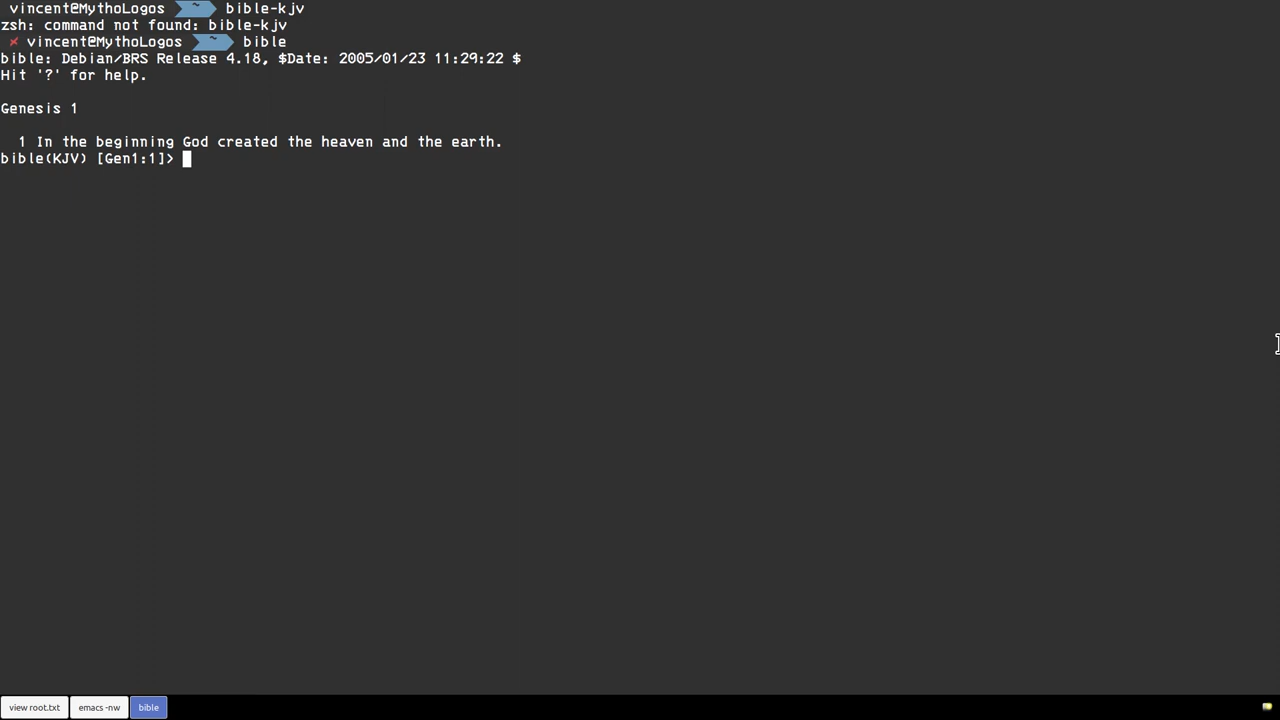 vincent@MythoLogos ~ bible-kjv
zsh: command not found: bible-kjv
✘ vincent@MythoLogos ~ bible
bible: Debian/BRS Release 4.18, $Date: 2005/01/23 11:29:22 $
Hit '?' for help.
Genesis 1
1 In the beginning God created the heaven and the earth.
bible(KJV) [Gen1:1]>
view root.txt emacs -nw bible